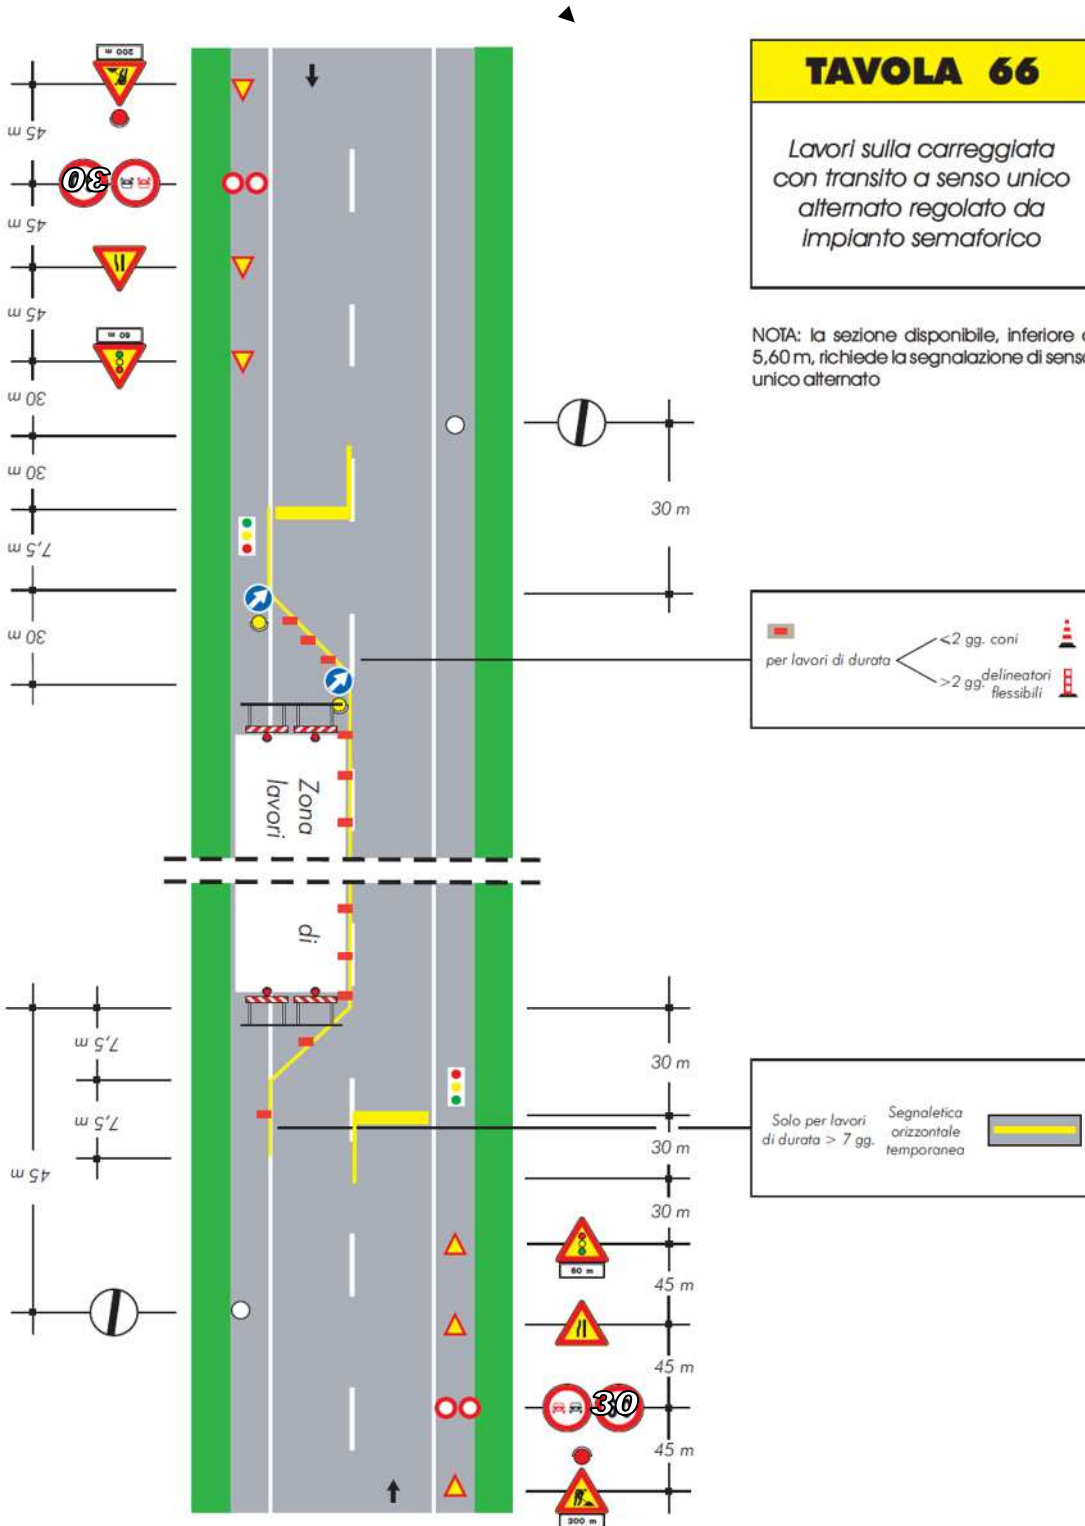 TAVOLA 66
Lavori sulla carreggiata
con transito a senso unico
alternato regolato da
impianto semaforico
NOTA: la sezione disponibile, inferiore a
5,60 m, richiede la segnalazione di senso
unico alternato
200 m
45 m
30
45 m
45 m
60 m
30 m
30 m
7,5 m
30 m
30 m
per lavori di durata
<2 gg. coni
>2 gg. delineatori
flessibili
Zona
lavori
di
7,5 m
7,5 m
45 m
30 m
30 m
30 m
Solo per lavori
di durata > 7 gg.
Segnaletica
orizzontale
temporanea
60 m
45 m
45 m
30
45 m
200 m